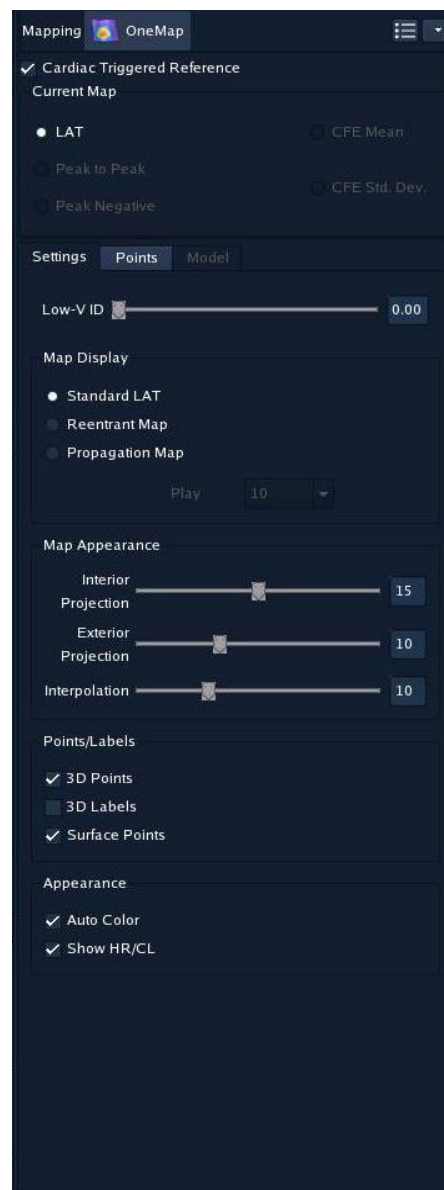 Mapping OneMap
Cardiac Triggered Reference
Current Map
LAT
CFE Mean
Peak to Peak
CFE Std. Dev.
Peak Negative
Settings Points Model
Low-V ID 0.00
Map Display
Standard LAT
Reentrant Map
Propagation Map
Play 10
Map Appearance
Interior
Projection 15
Exterior
Projection 10
Interpolation 10
Points/Labels
3D Points
3D Labels
Surface Points
Appearance
Auto Color
Show HR/CL